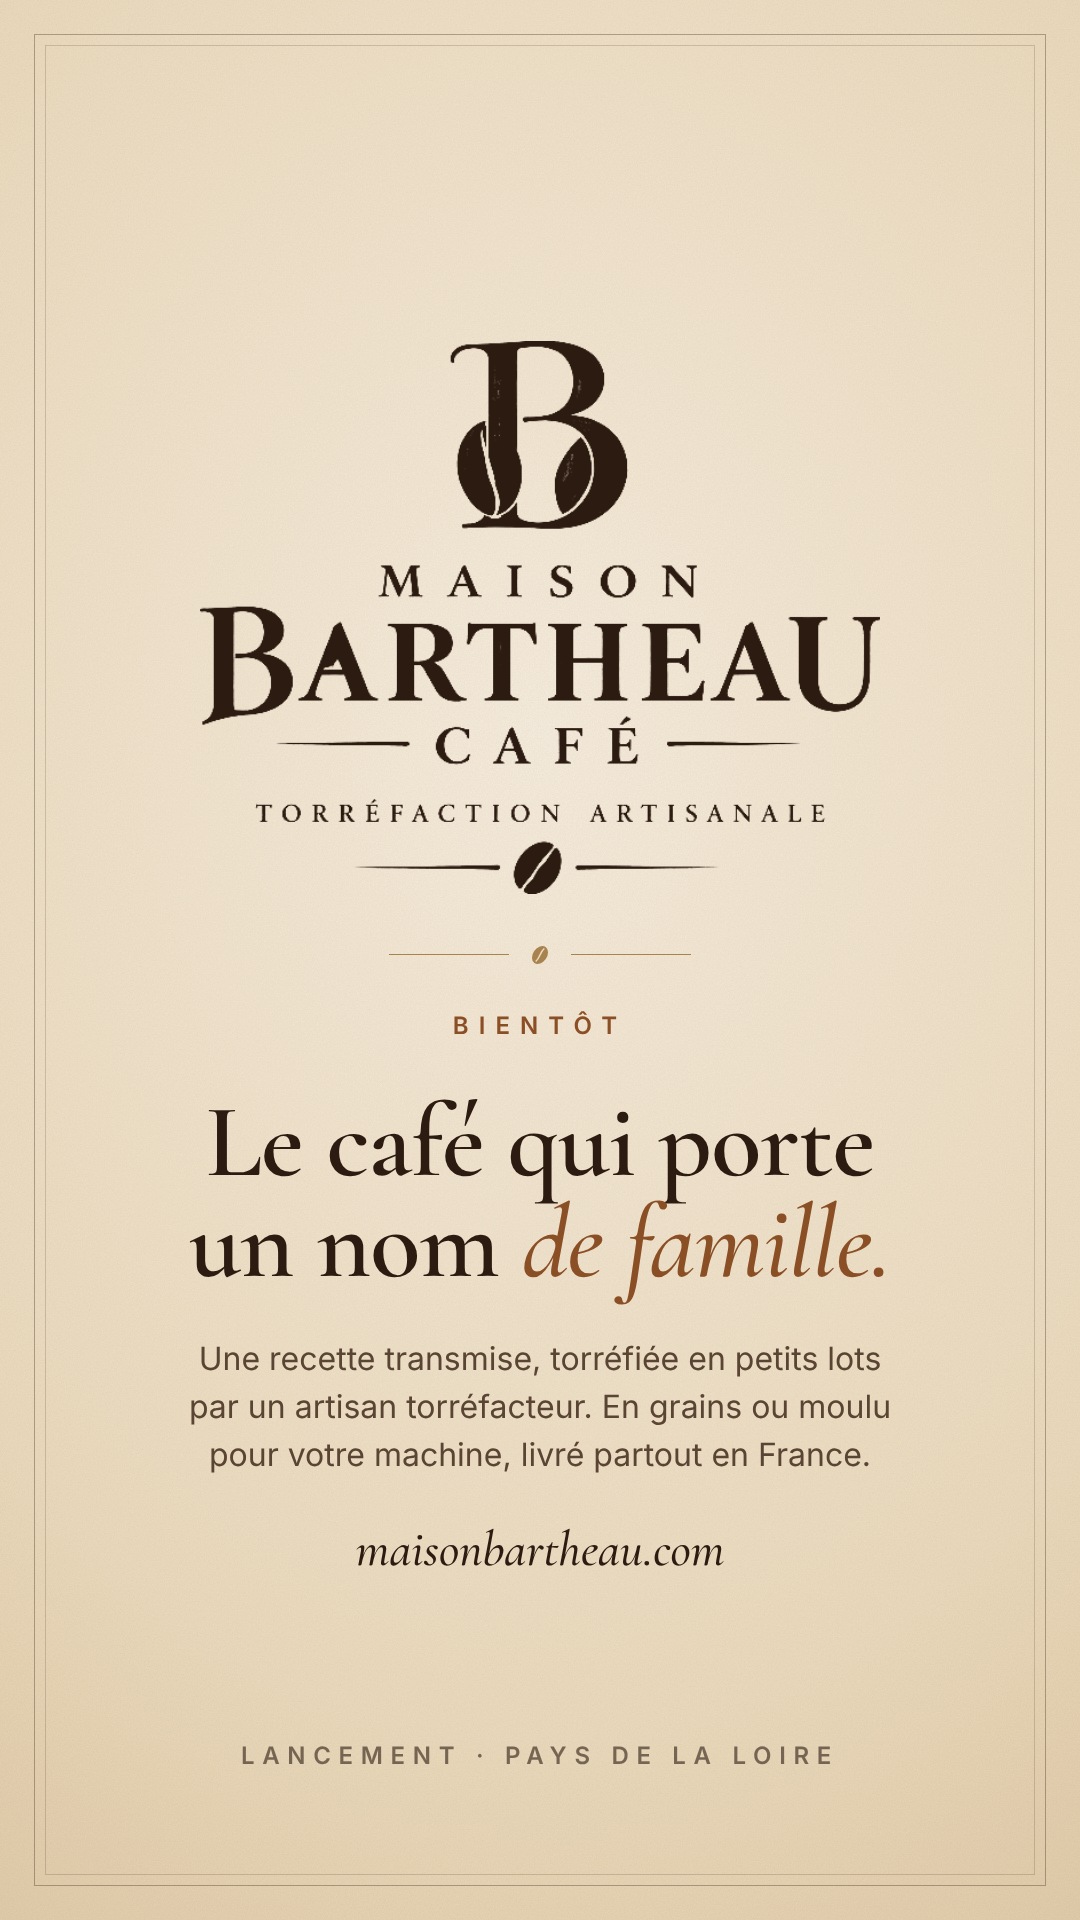 B
MAISON
BARTHEAU
CAFÉ
TORRÉFACTION ARTISANALE
BIENTÔT
Le café qui porte
un nom de famille.
Une recette transmise, torréfiée en petits lots
par un artisan torréfacteur. En grains ou moulu
pour votre machine, livré partout en France.
maisonbartheau.com
LANCEMENT · PAYS DE LA LOIRE